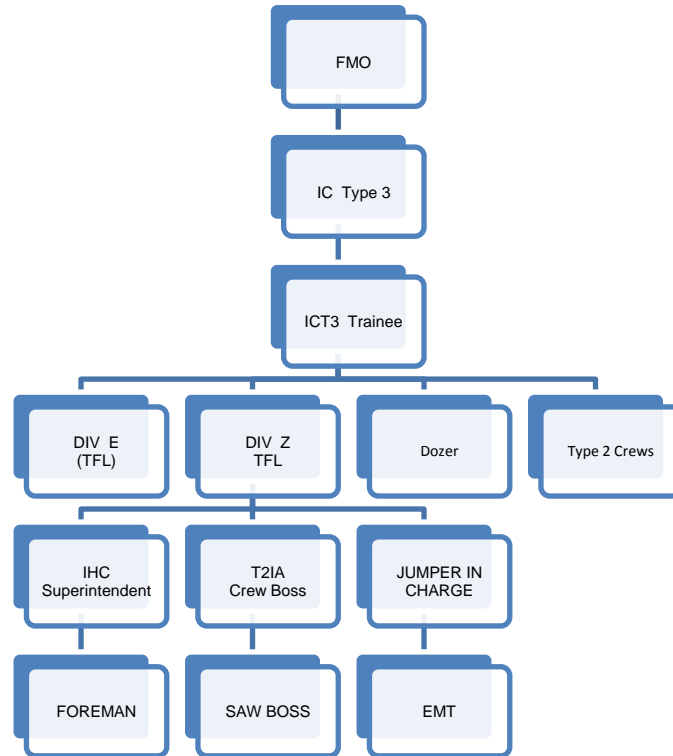 FMO
IC Type 3
ICT3 Trainee
DIV E
(TFL)
DIV Z
TFL
Dozer
Type 2 Crews
IHC
Superintendent
T2IA
Crew Boss
JUMPER IN
CHARGE
FOREMAN
SAW BOSS
EMT